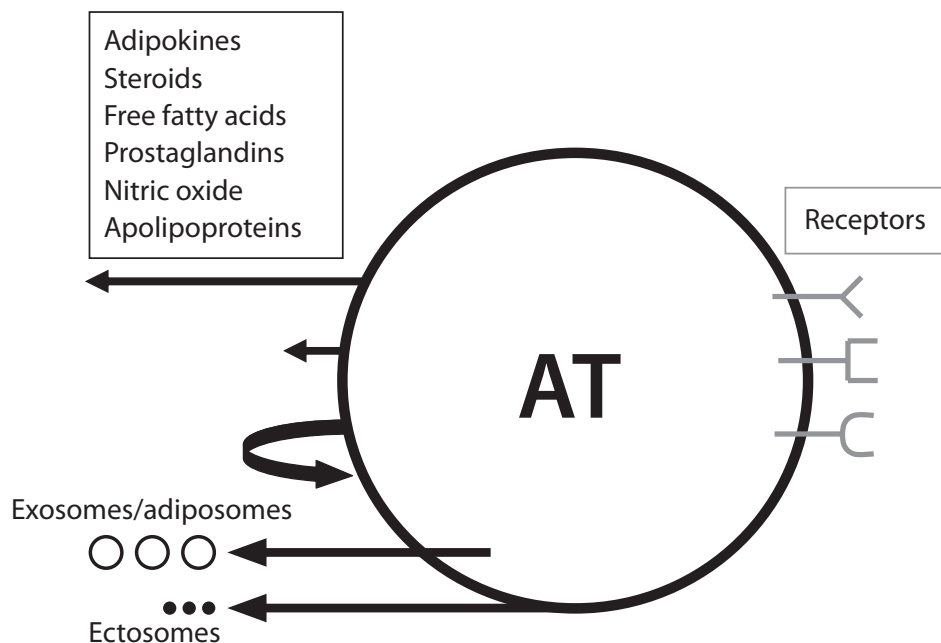 Adipokines
Steroids
Free fatty acids
Prostaglandins
Nitric oxide
Apolipoproteins
Receptors
AT
Exosomes/adiposomes
Ectosomes